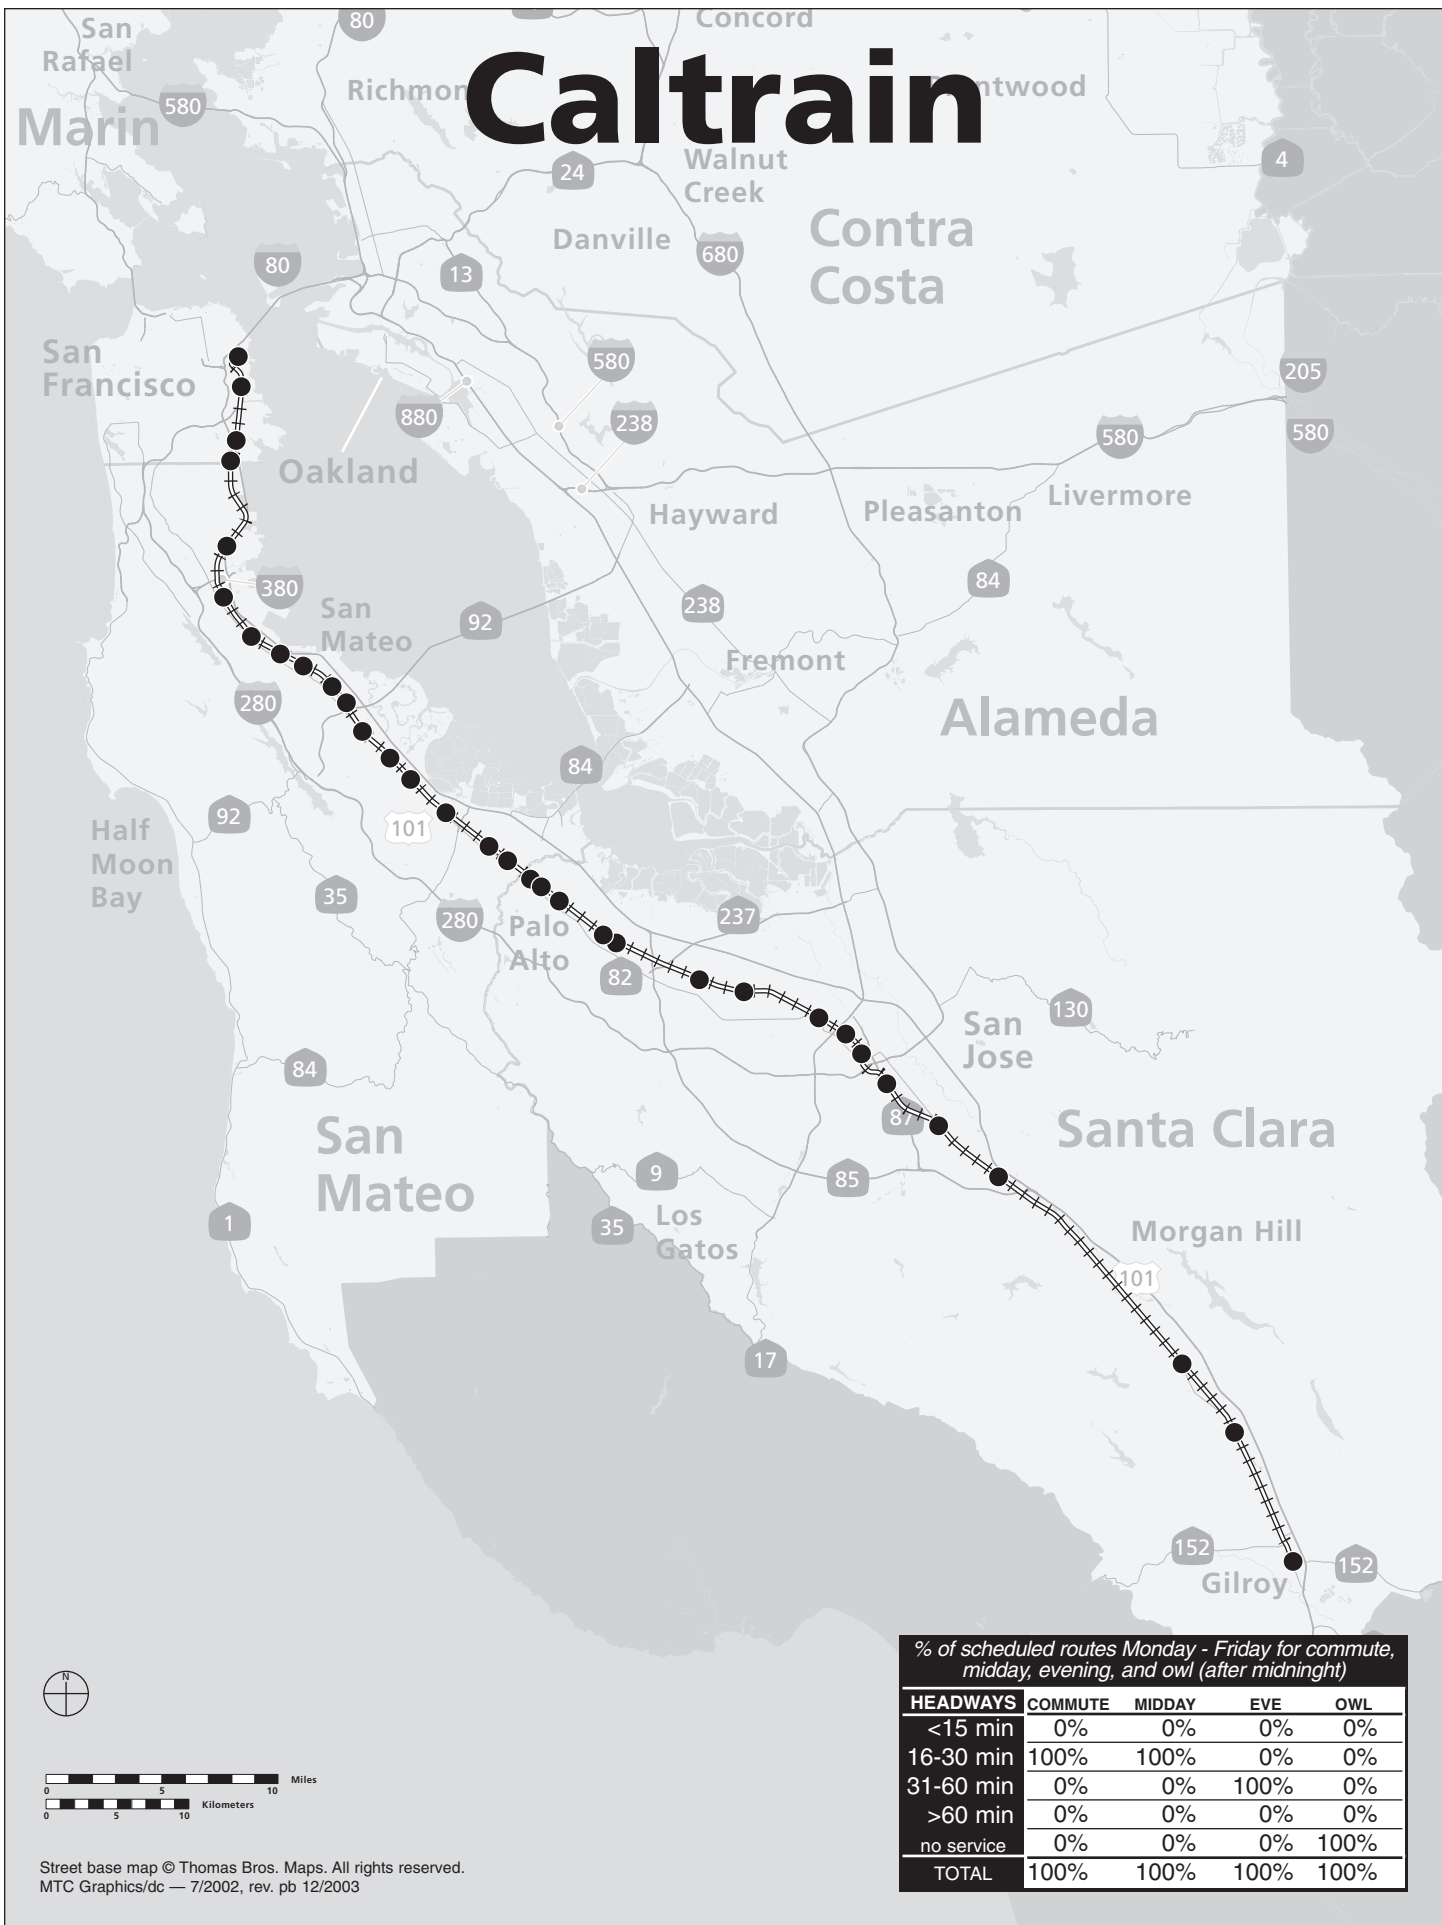 80
Concord
San
Rafael
Caltrain
Richmon
ntwood
580
Marin
4
24
Walnut
Creek
Contra
Costa
Danville
680
80
13
San
Francisco
580
205
880
238
580
580
Oakland
Hayward
Pleasanton
Livermore
380
84
San
Mateo
238
92
Fremont
280
Alameda
84
92
101
Half
Moon
Bay
35
280
237
Palo
Alto
82
130
San
Jose
84
87
San
Mateo
Santa Clara
9
85
1
35
Los
Gatos
Morgan Hill
101
17
152
152
Gilroy
% of scheduled routes Monday - Friday for commute,
midday, evening, and owl (after midninght)
HEADWAYS COMMUTE MIDDAY EVE OWL
<15 min 0% 0% 0% 0%
16-30 min 100% 100% 0% 0%
31-60 min 0% 0% 100% 0%
>60 min 0% 0% 0% 0%
no service 0% 0% 0% 100%
TOTAL 100% 100% 100% 100%
N
Miles
0 5 10
Kilometers
0 5 10
Street base map © Thomas Bros. Maps. All rights reserved.
MTC Graphics/dc — 7/2002, rev. pb 12/2003